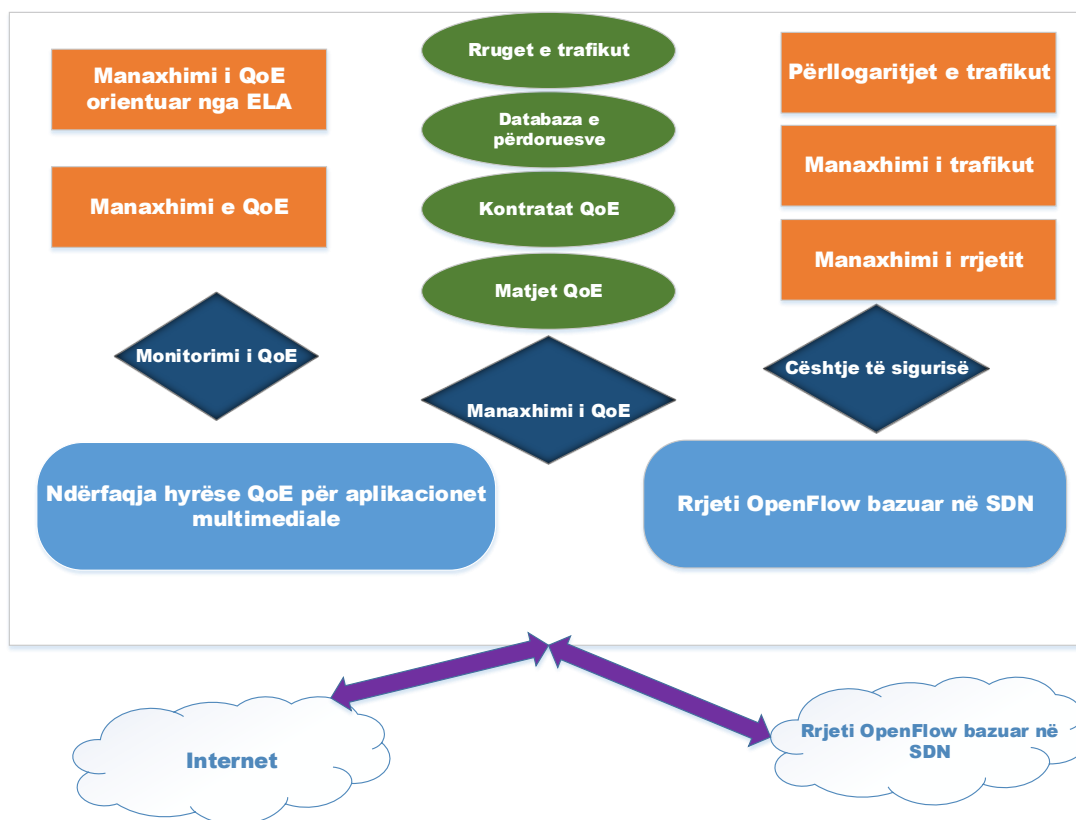 Manaxhimi i QoE
orientuar nga ELA
Manaxhimi e QoE
Rruget e trafikut
Databaza e
përdoruesve
Kontratat QoE
Matjet QoE
Përllogaritjet e trafikut
Manaxhimi i trafikut
Manaxhimi i rrjetit
Monitorimi i QoE
Manaxhimi i QoE
Cështje të sigurisë
Ndërfaqja hyrëse QoE për aplikacionet
multimediale
Rrjeti OpenFlow bazuar në SDN
Internet
Rrjeti OpenFlow bazuar në
SDN